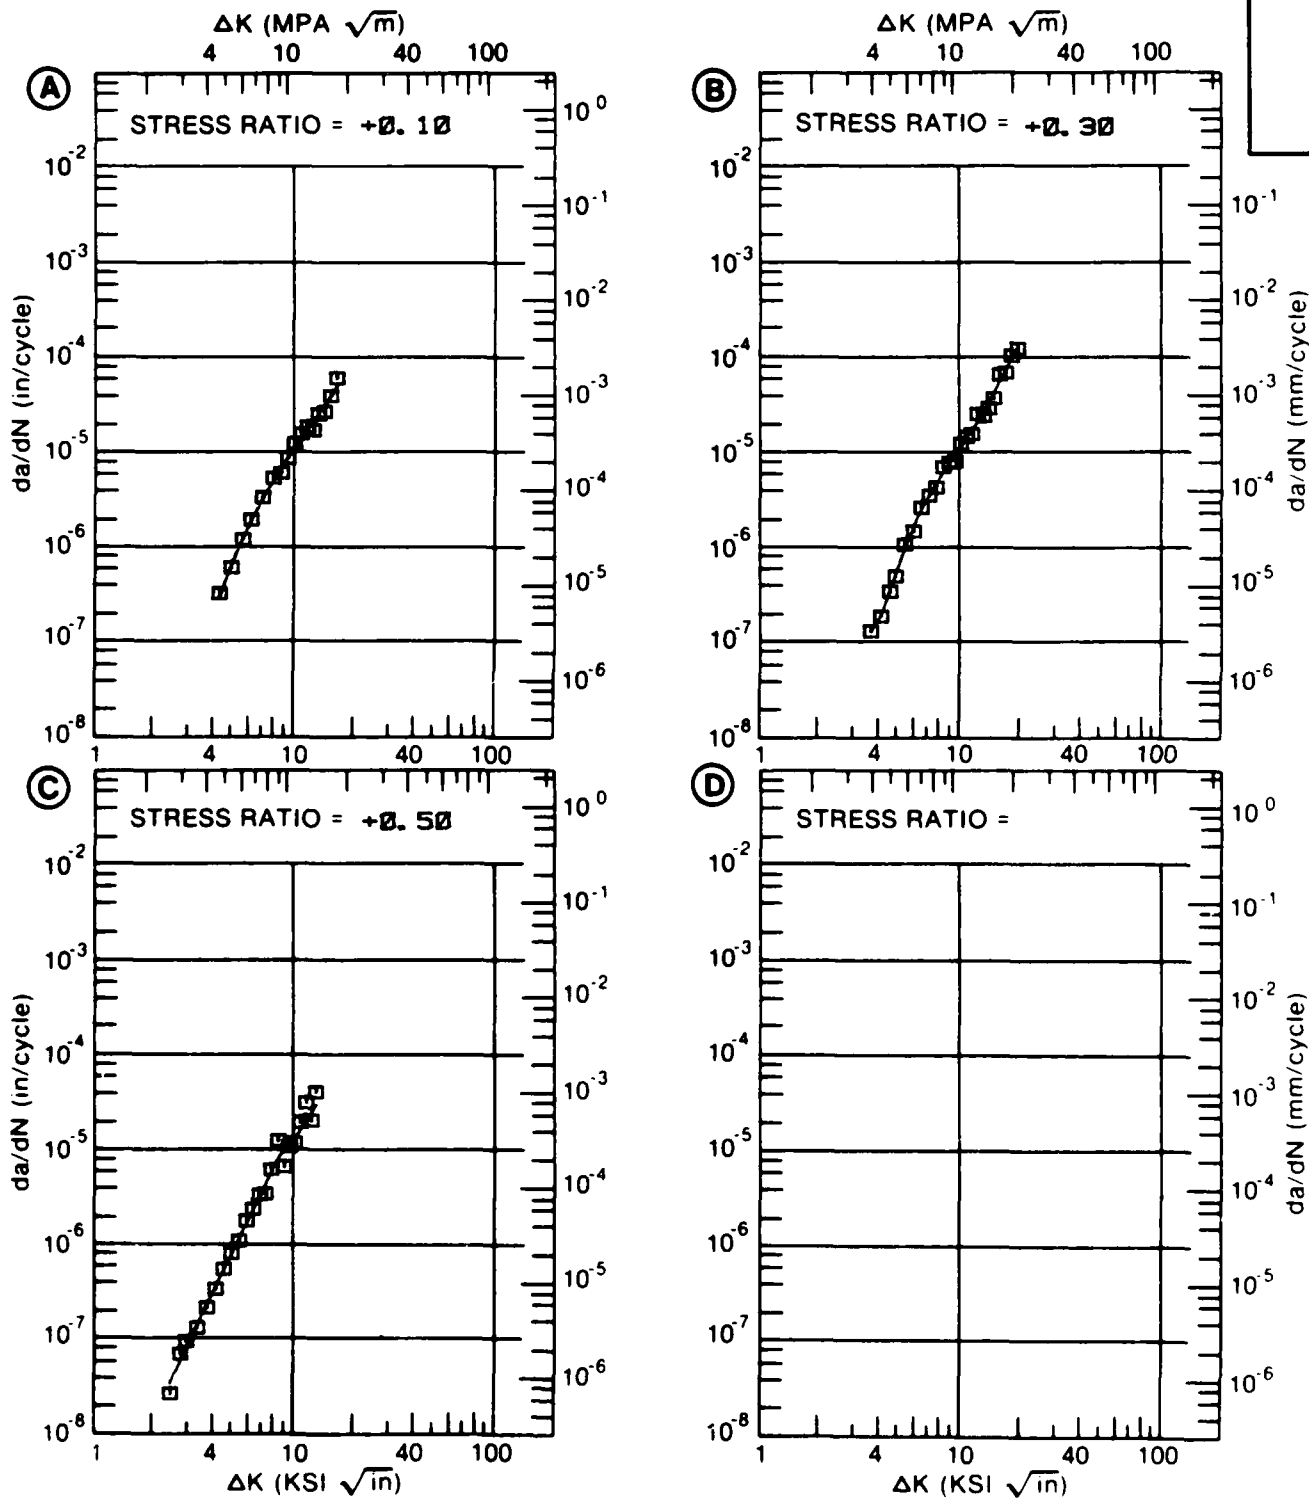 ΔK (MPA √m) ΔK (MPA √m)
4 10 40 100 4 10 40 100
A B
STRESS RATIO = +0.10 STRESS RATIO = +0.30
10⁰
10⁻² 10⁻²
10⁻¹ 10⁻¹
10⁻³ 10⁻³
10⁻² 10⁻²
10⁻⁴ 10⁻⁴
10⁻³ 10⁻³
10⁻⁵ 10⁻⁵
10⁻⁴ 10⁻⁴
10⁻⁶ 10⁻⁶
10⁻⁵ 10⁻⁵
10⁻⁷ 10⁻⁷
10⁻⁶ 10⁻⁶
10⁻⁸ 10⁻⁸
da/dN (in/cycle) da/dN (mm/cycle)
1 4 10 40 100 1 4 10 40 100
C D
STRESS RATIO = +0.50 STRESS RATIO =
10⁰ 10⁰
10⁻² 10⁻²
10⁻¹ 10⁻¹
10⁻³ 10⁻³
10⁻² 10⁻²
10⁻⁴ 10⁻⁴
10⁻³ 10⁻³
10⁻⁵ 10⁻⁵
10⁻⁴ 10⁻⁴
10⁻⁶ 10⁻⁶
10⁻⁵ 10⁻⁵
10⁻⁷ 10⁻⁷
10⁻⁶ 10⁻⁶
10⁻⁸ 10⁻⁸
da/dN (in/cycle) da/dN (mm/cycle)
1 4 10 40 100 1 4 10 40 100
ΔK (KSI √in) ΔK (KSI √in)